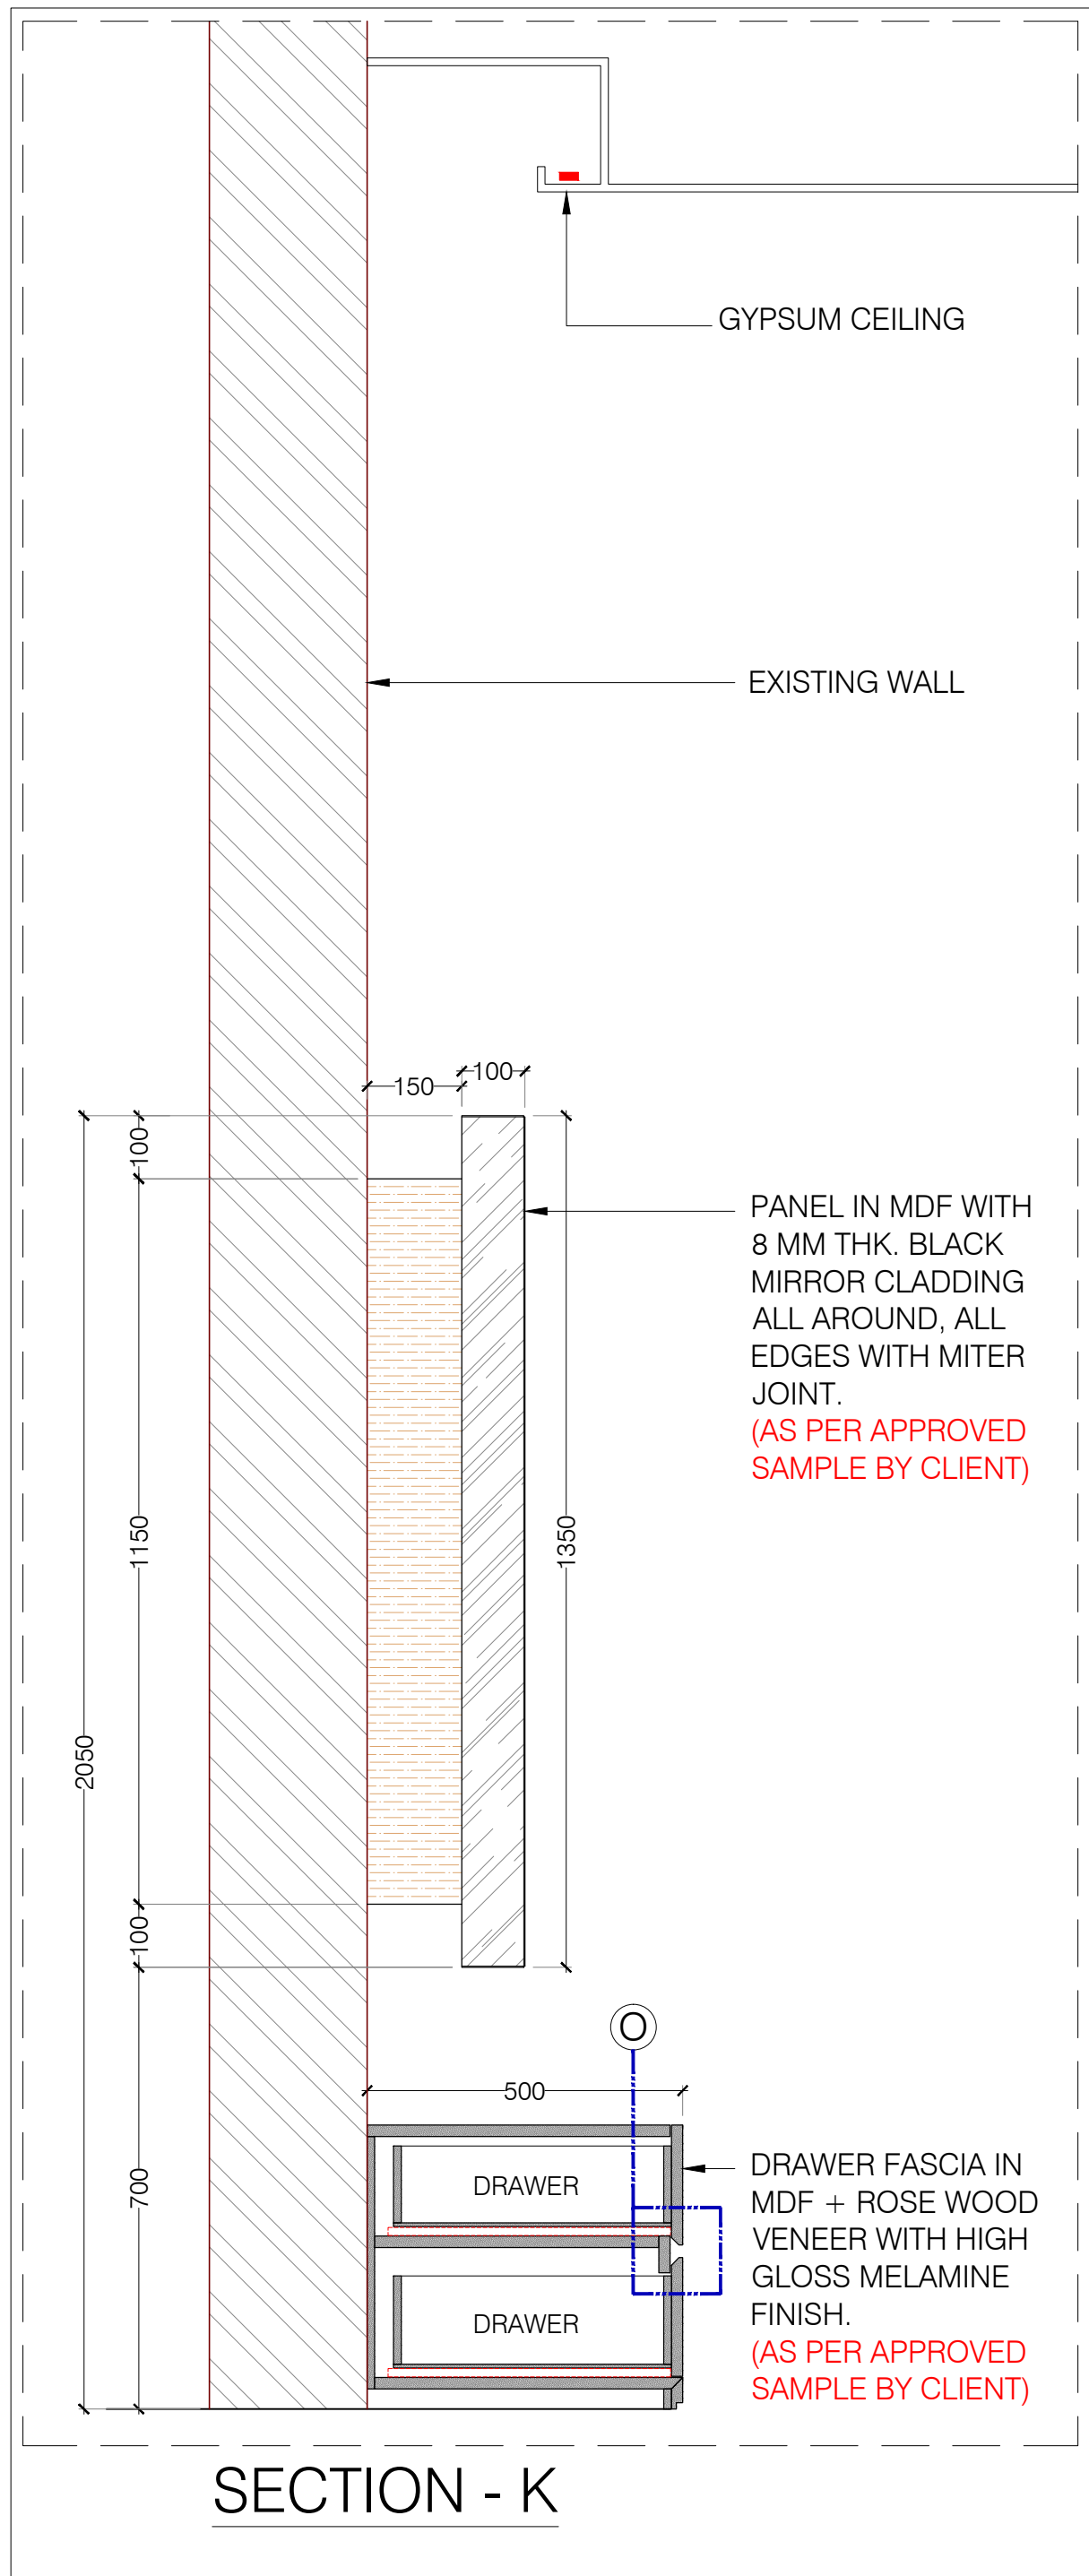 GYPSUM CEILING
EXISTING WALL
100
150
100
PANEL IN MDF WITH
8 MM THK. BLACK
MIRROR CLADDING
ALL AROUND, ALL
EDGES WITH MITER
JOINT.
(AS PER APPROVED
SAMPLE BY CLIENT)
1150
1350
2050
100
O
500
700
DRAWER
DRAWER
DRAWER FASCIA IN
MDF + ROSE WOOD
VENEER WITH HIGH
GLOSS MELAMINE
FINISH.
(AS PER APPROVED
SAMPLE BY CLIENT)
SECTION - K